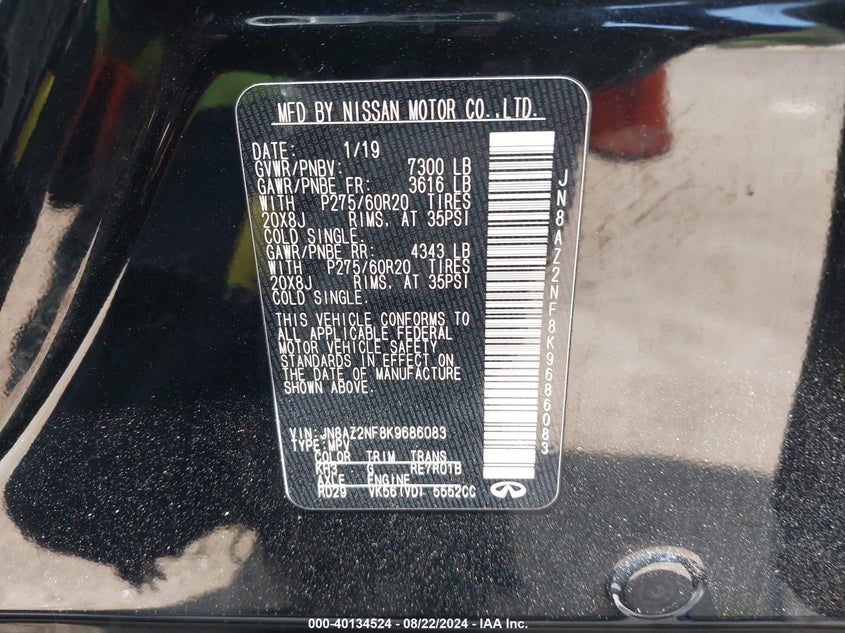 MFD BY NISSAN MOTOR CO.,LTD.
DATE: 1/19
GVWR/PNBV: 7300 LB
GAWR/PNBE FR: 3616 LB
WITH P275/60R20 TIRES
20X8J RIMS. AT 35PSI
COLD SINGLE.
GAWR/PNBE RR: 4343 LB
WITH P275/60R20 TIRES
20X8J RIMS. AT 35PSI
COLD SINGLE.
THIS VEHICLE CONFORMS TO
ALL APPLICABLE FEDERAL
MOTOR VEHICLE SAFETY
STANDARDS IN EFFECT ON
THE DATE OF MANUFACTURE
SHOWN ABOVE.
VIN: JN8AZ2NF8K9686083
TYPE: MPV
COLOR TRIM TRANS
KH3 G RE7R01B
AXLE ENGINE
RD29 VK56(VD) 5552CC
JN8AZ2NF8K9686083
000-40134524 - 08/22/2024 - IAA Inc.